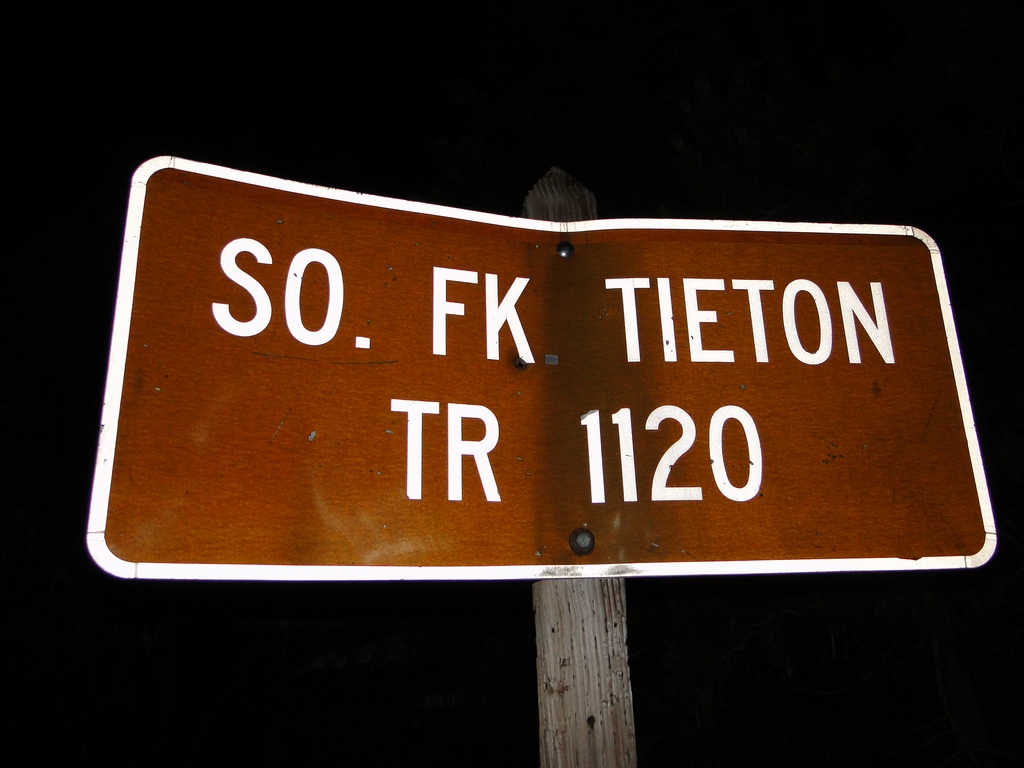 SO. FK TIETON
TR 1120